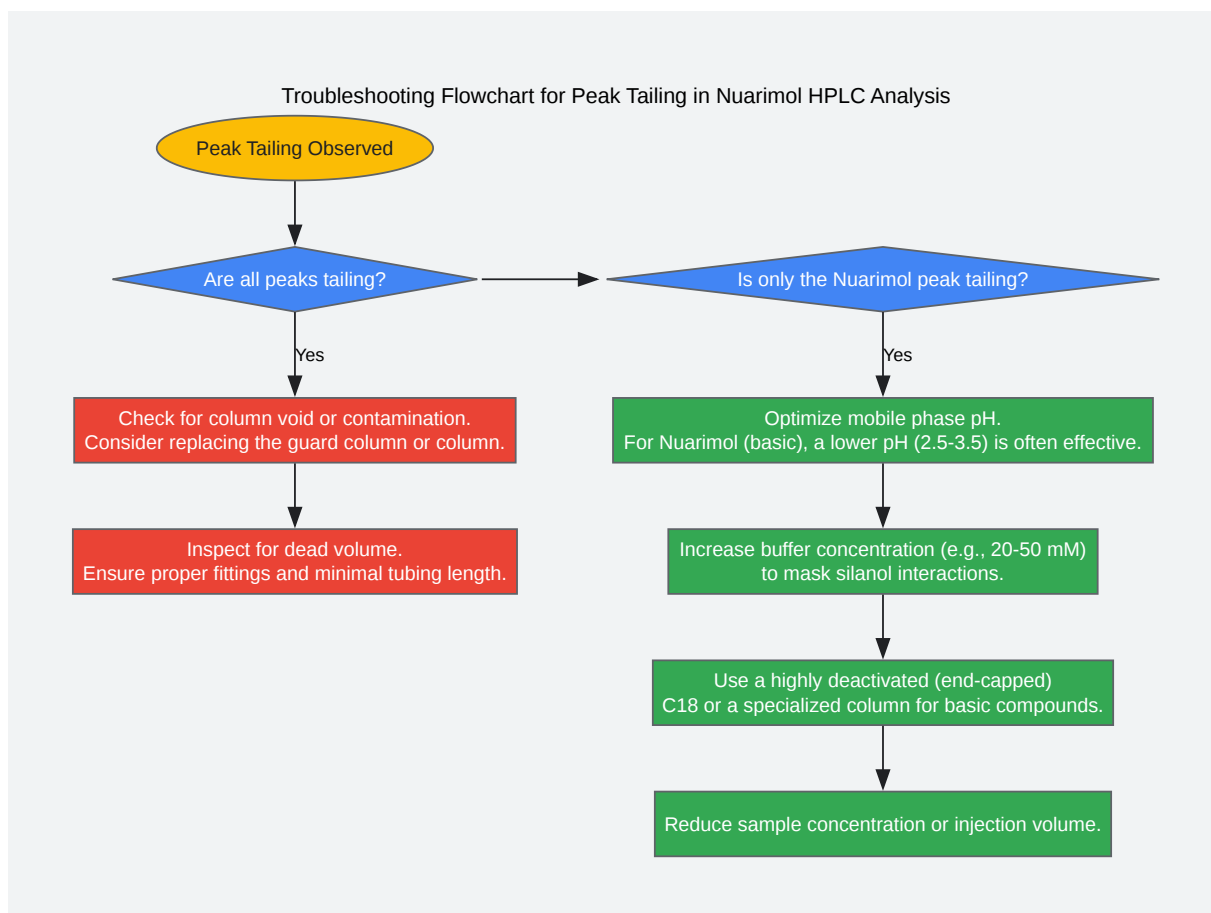 Troubleshooting Flowchart for Peak Tailing in Nuarimol HPLC Analysis
Peak Tailing Observed
Are all peaks tailing?
Is only the Nuarimol peak tailing?
Yes
Yes
Check for column void or contamination.
Consider replacing the guard column or column.
Optimize mobile phase pH.
For Nuarimol (basic), a lower pH (2.5-3.5) is often effective.
Inspect for dead volume.
Ensure proper fittings and minimal tubing length.
Increase buffer concentration (e.g., 20-50 mM)
to mask silanol interactions.
Use a highly deactivated (end-capped)
C18 or a specialized column for basic compounds.
Reduce sample concentration or injection volume.